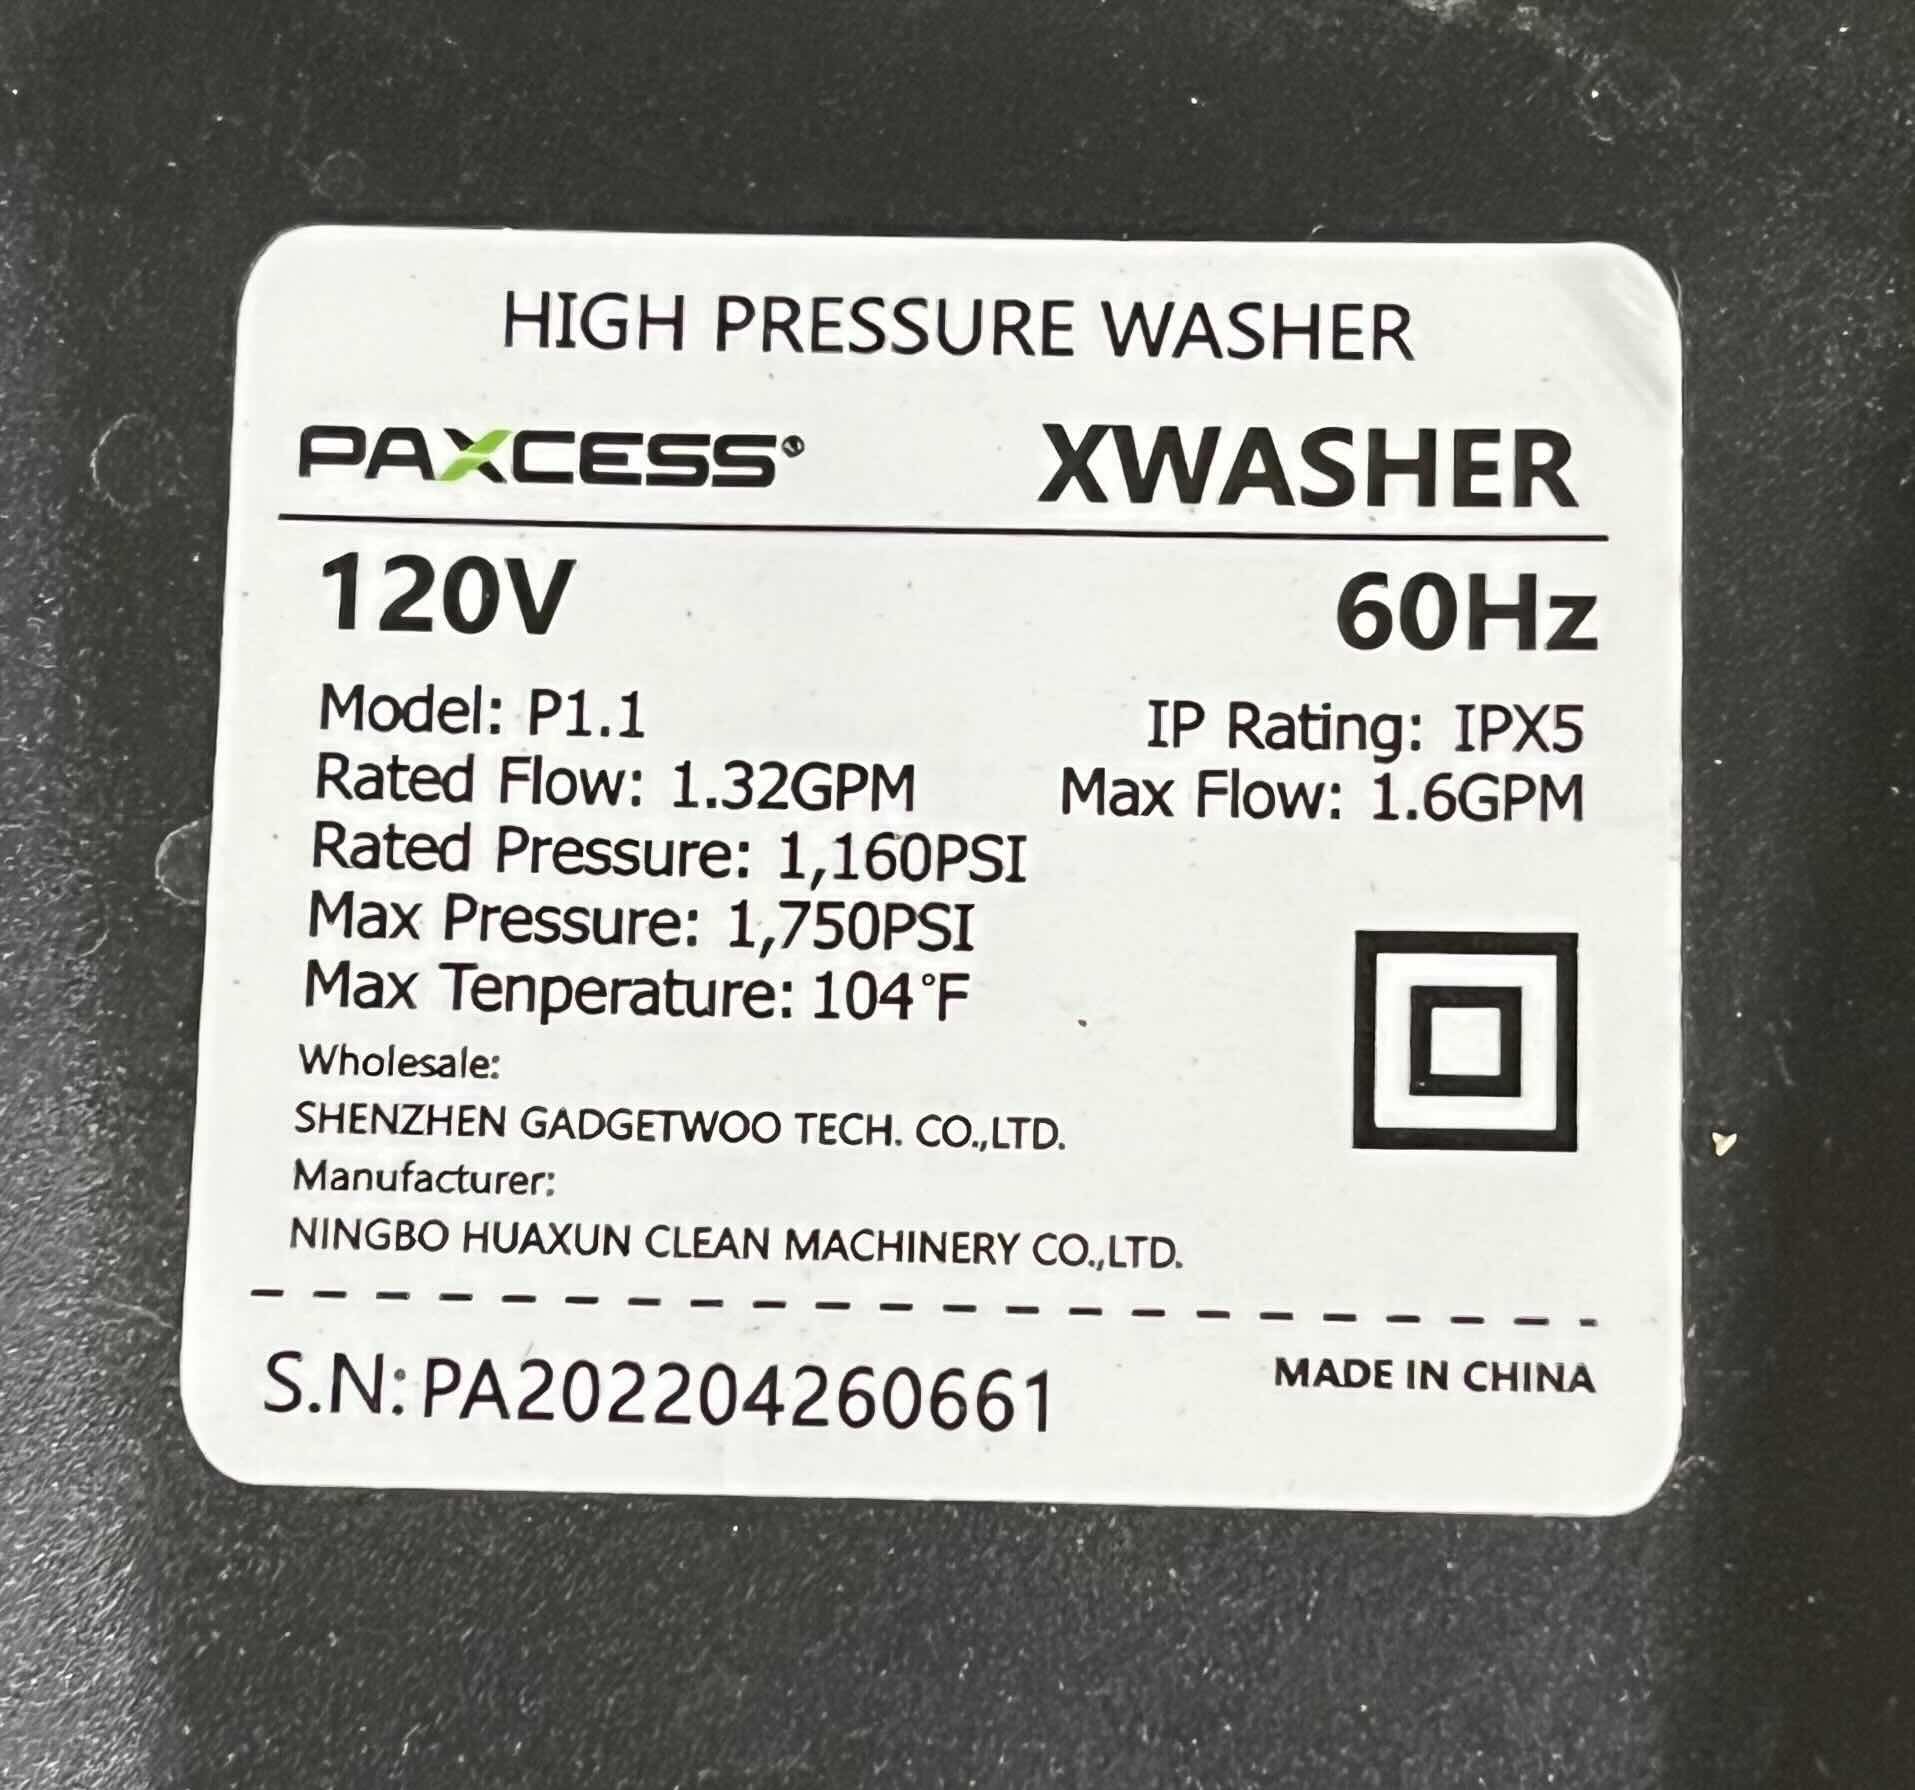 HIGH PRESSURE WASHER
PAXCESS® XWASHER
120V 60Hz
Model: P1.1 IP Rating: IPX5
Rated Flow: 1.32GPM Max Flow: 1.6GPM
Rated Pressure: 1,160PSI
Max Pressure: 1,750PSI
Max Tenperature: 104°F
Wholesale:
SHENZHEN GADGETWOO TECH. CO.,LTD.
Manufacturer:
NINGBO HUAXUN CLEAN MACHINERY CO.,LTD.
S.N: PA202204260661 MADE IN CHINA